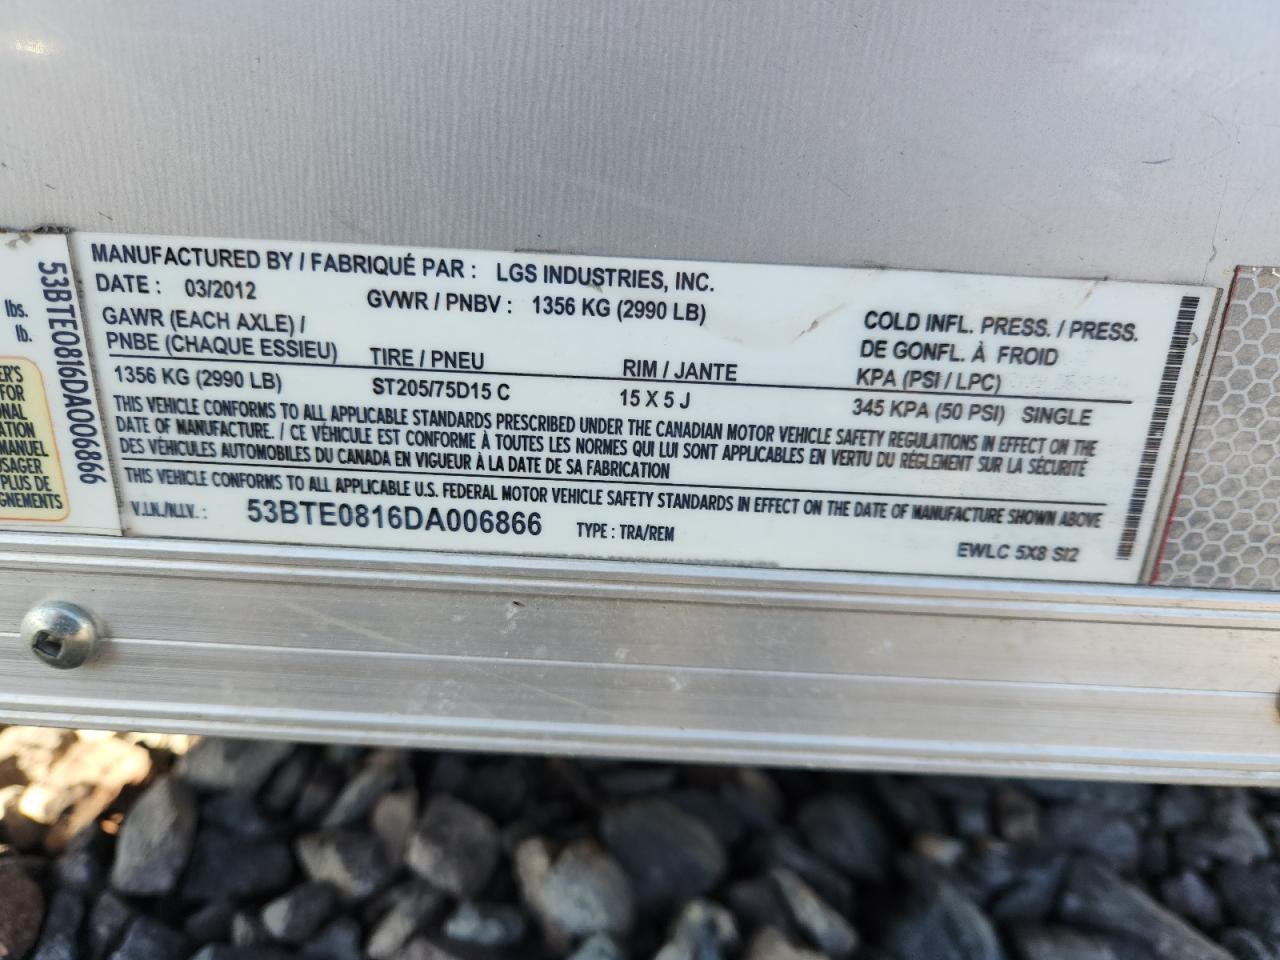 MANUFACTURED BY / FABRIQUÉ PAR : LGS INDUSTRIES, INC.
DATE : 03/2012 GVWR / PNBV : 1356 KG (2990 LB)
GAWR (EACH AXLE) /
PNBE (CHAQUE ESSIEU) TIRE / PNEU RIM / JANTE
COLD INFL. PRESS. / PRESS.
DE GONFL. À FROID
KPA (PSI / LPC)
1356 KG (2990 LB) ST205/75D15 C 15 X 5 J 345 KPA (50 PSI) SINGLE
THIS VEHICLE CONFORMS TO ALL APPLICABLE STANDARDS PRESCRIBED UNDER THE CANADIAN MOTOR VEHICLE SAFETY REGULATIONS IN EFFECT ON THE
DATE OF MANUFACTURE. / CE VÉHICULE EST CONFORME À TOUTES LES NORMES QUI LUI SONT APPLICABLES EN VERTU DU RÉGLEMENT SUR LA SÉCURITÉ
DES VÉHICULES AUTOMOBILES DU CANADA EN VIGUEUR À LA DATE DE SA FABRICATION
THIS VEHICLE CONFORMS TO ALL APPLICABLE U.S. FEDERAL MOTOR VEHICLE SAFETY STANDARDS IN EFFECT ON THE DATE OF MANUFACTURE SHOWN ABOVE
V.I.N./N.I.V. : 53BTE0816DA006866 TYPE : TRA/REM
EWLC 5X8 SI2
53BTE0816DA006866
lbs.
lb.
ER'S
FOR
ONAL
ATION
MANUEL
USAGER
PLUS DE
GNEMENTS